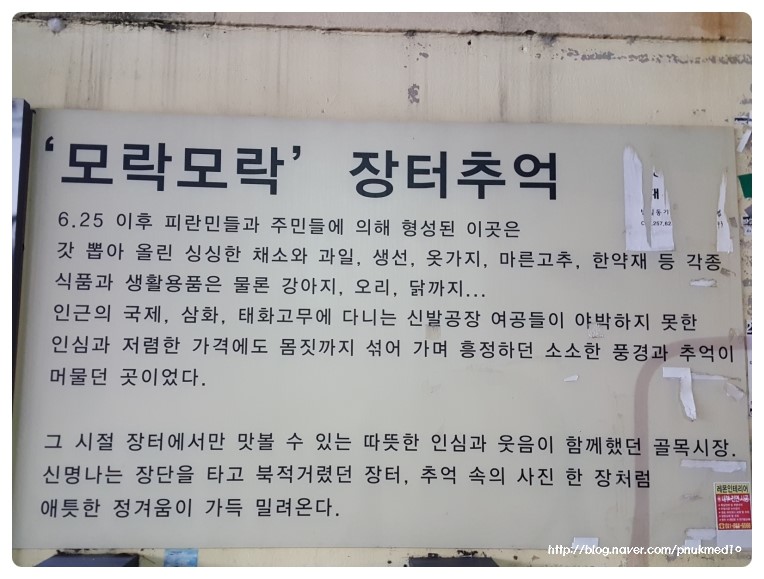 ‘모락모락’ 장터추억
6.25 이후 피란민들과 주민들에 의해 형성된 이곳은
갓 뽑아 올린 싱싱한 채소와 과일, 생선, 옷가지, 마른고추, 한약재 등 각종
식품과 생활용품은 물론 강아지, 오리, 닭까지...
인근의 국제, 삼화, 태화고무에 다니는 신발공장 여공들이 야박하지 못한
인심과 저렴한 가격에도 몸짓까지 섞어 가며 흥정하던 소소한 풍경과 추억이
머물던 곳이었다.
그 시절 장터에서만 맛볼 수 있는 따뜻한 인심과 웃음이 함께했던 골목시장.
신명나는 장단을 타고 북적거렸던 장터, 추억 속의 사진 한 장처럼
애틋한 정겨움이 가득 밀려온다.
레몬인테리어
http://blog.naver.com/pnukmed10